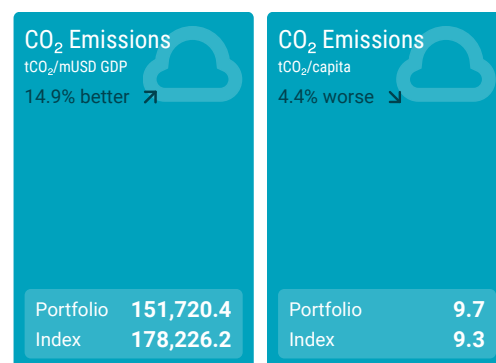 CO₂ Emissions
tCO₂/mUSD GDP
14.9% better
Portfolio 151,720.4
Index 178,226.2
CO₂ Emissions
tCO₂/capita
4.4% worse
Portfolio 9.7
Index 9.3